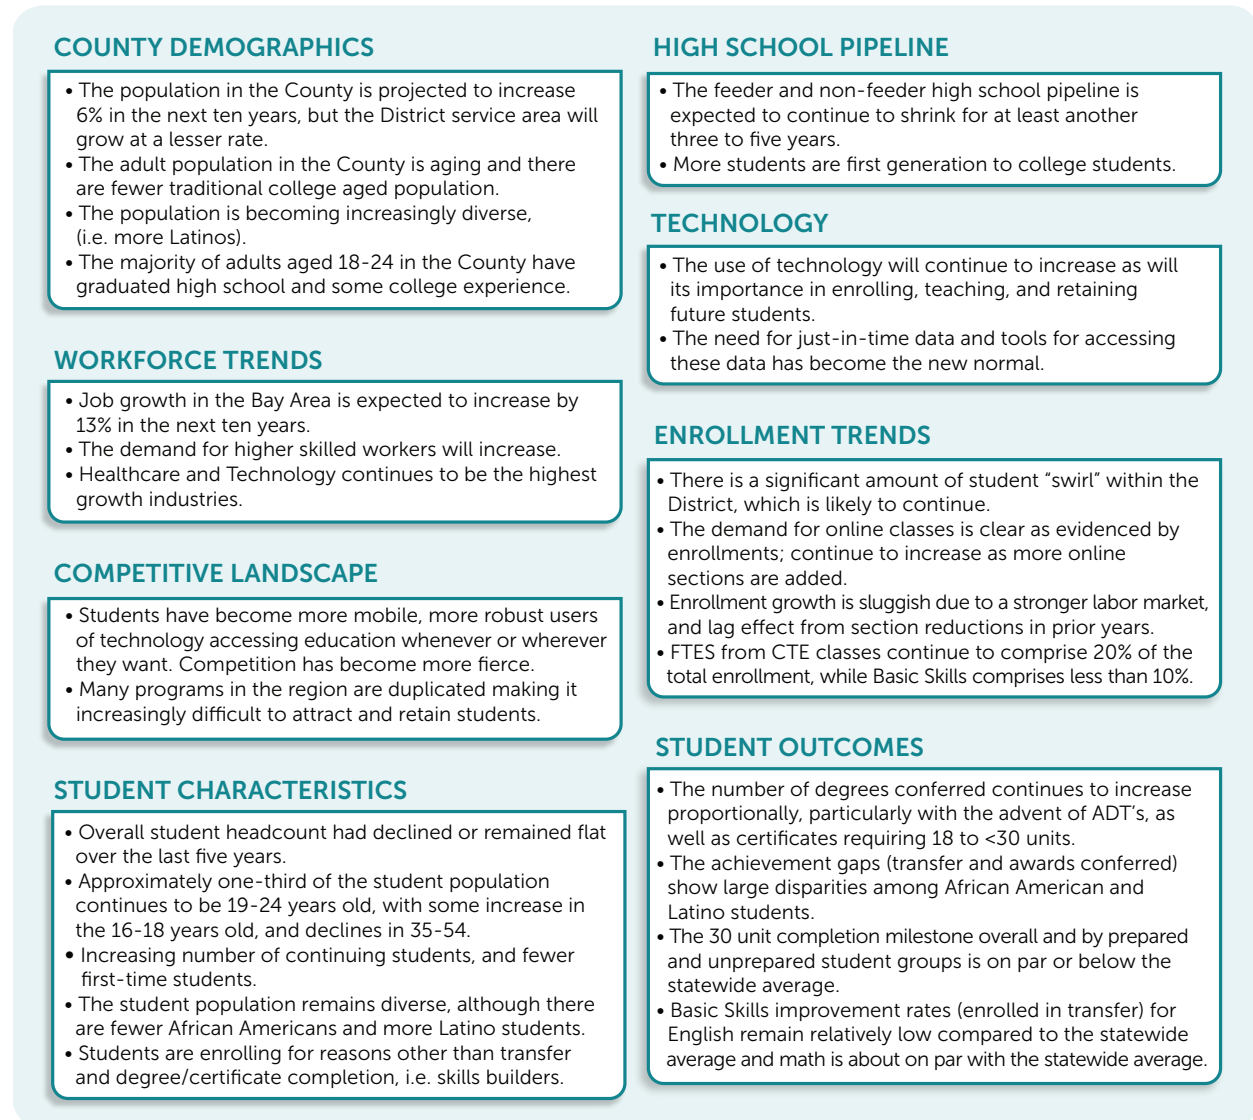 COUNTY DEMOGRAPHICS
• The population in the County is projected to increase
6% in the next ten years, but the District service area will
grow at a lesser rate.
• The adult population in the County is aging and there
are fewer traditional college aged population.
• The population is becoming increasingly diverse,
(i.e. more Latinos).
• The majority of adults aged 18-24 in the County have
graduated high school and some college experience.
WORKFORCE TRENDS
• Job growth in the Bay Area is expected to increase by
13% in the next ten years.
• The demand for higher skilled workers will increase.
• Healthcare and Technology continues to be the highest
growth industries.
COMPETITIVE LANDSCAPE
• Students have become more mobile, more robust users
of technology accessing education whenever or wherever
they want. Competition has become more fierce.
• Many programs in the region are duplicated making it
increasingly difficult to attract and retain students.
STUDENT CHARACTERISTICS
• Overall student headcount had declined or remained flat
over the last five years.
• Approximately one-third of the student population
continues to be 19-24 years old, with some increase in
the 16-18 years old, and declines in 35-54.
• Increasing number of continuing students, and fewer
first-time students.
• The student population remains diverse, although there
are fewer African Americans and more Latino students.
• Students are enrolling for reasons other than transfer
and degree/certificate completion, i.e. skills builders.
HIGH SCHOOL PIPELINE
• The feeder and non-feeder high school pipeline is
expected to continue to shrink for at least another
three to five years.
• More students are first generation to college students.
TECHNOLOGY
• The use of technology will continue to increase as will
its importance in enrolling, teaching, and retaining
future students.
• The need for just-in-time data and tools for accessing
these data has become the new normal.
ENROLLMENT TRENDS
• There is a significant amount of student “swirl” within the
District, which is likely to continue.
• The demand for online classes is clear as evidenced by
enrollments; continue to increase as more online
sections are added.
• Enrollment growth is sluggish due to a stronger labor market,
and lag effect from section reductions in prior years.
• FTES from CTE classes continue to comprise 20% of the
total enrollment, while Basic Skills comprises less than 10%.
STUDENT OUTCOMES
• The number of degrees conferred continues to increase
proportionally, particularly with the advent of ADT’s, as
well as certificates requiring 18 to <30 units.
• The achievement gaps (transfer and awards conferred)
show large disparities among African American and
Latino students.
• The 30 unit completion milestone overall and by prepared
and unprepared student groups is on par or below the
statewide average.
• Basic Skills improvement rates (enrolled in transfer) for
English remain relatively low compared to the statewide
average and math is about on par with the statewide average.